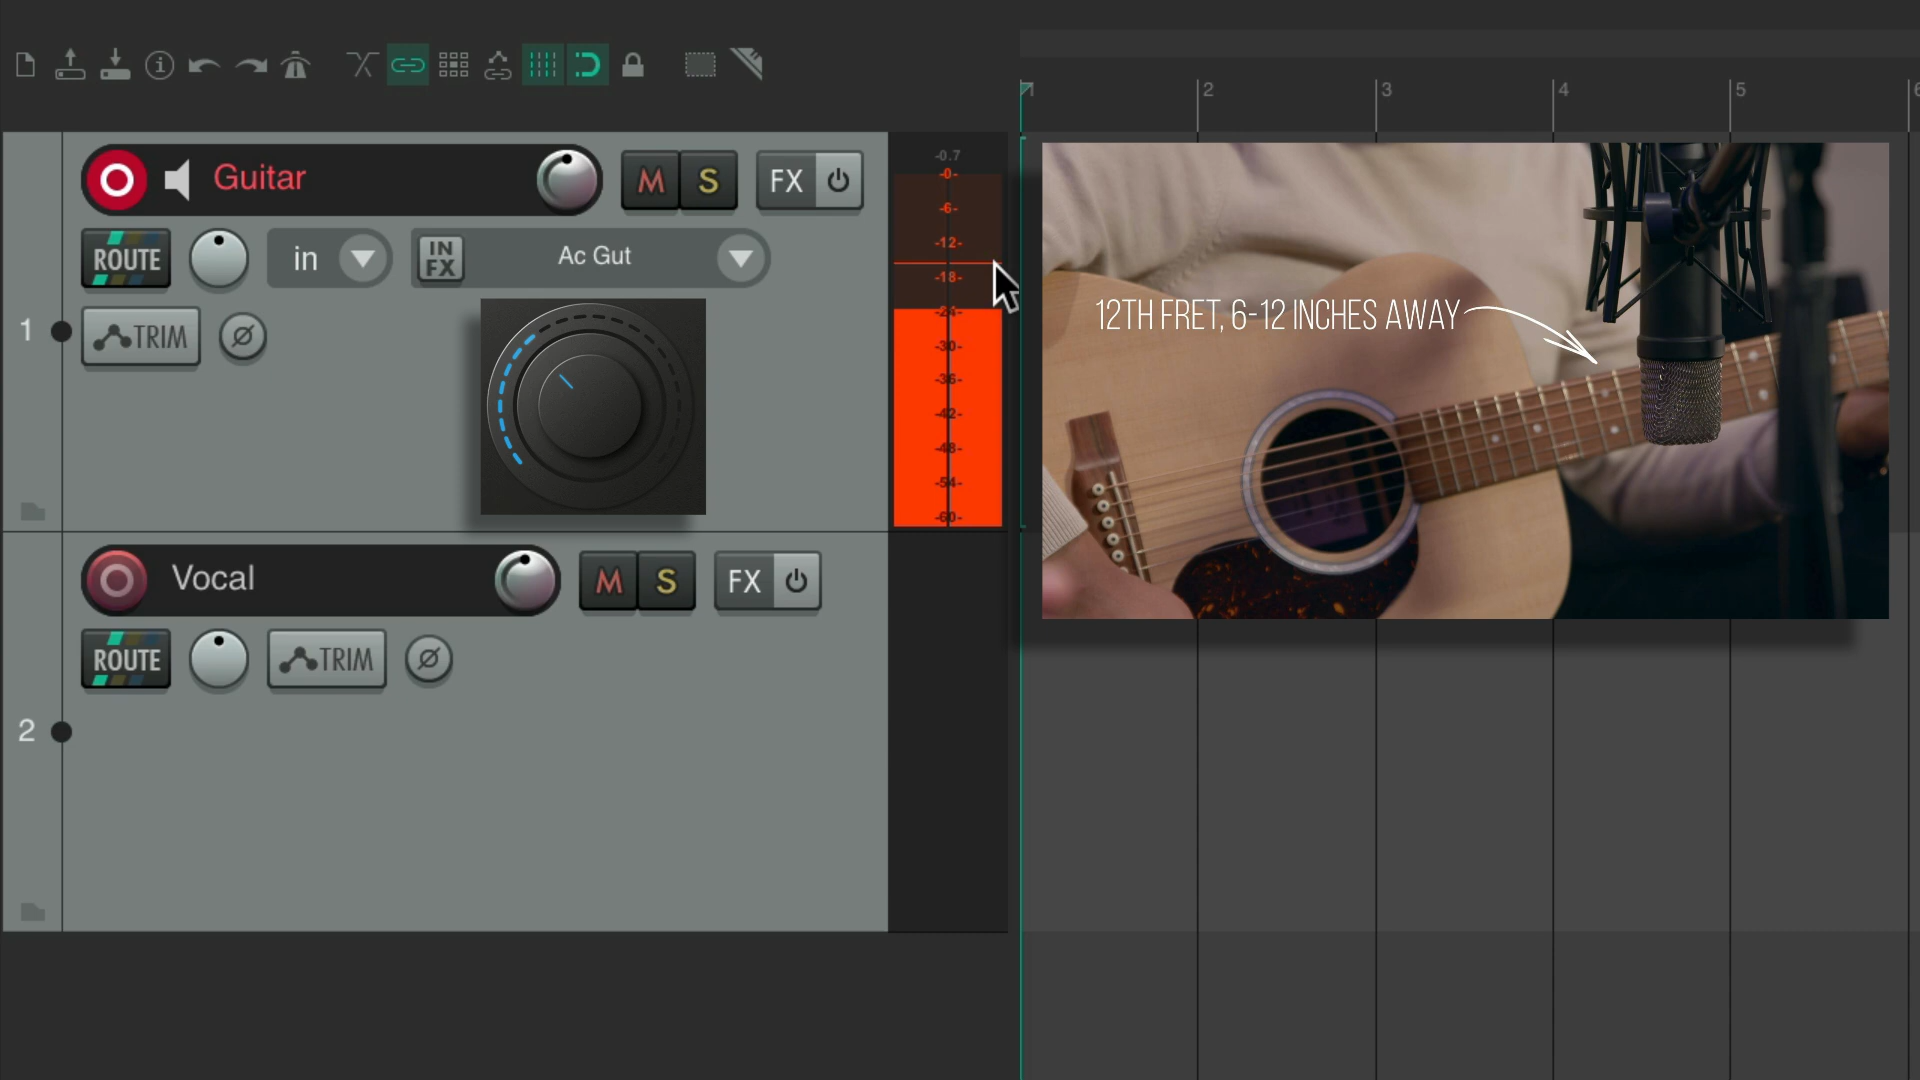 1
2
3
4
5
6
Guitar
M
S
FX
ROUTE
in
IN
FX
Ac Gut
1
TRIM
-0.7
-0-
-6-
-12-
-18-
-24-
-30-
-36-
-42-
-48-
-54-
-60-
12TH FRET, 6-12 INCHES AWAY
Vocal
M
S
FX
ROUTE
TRIM
2